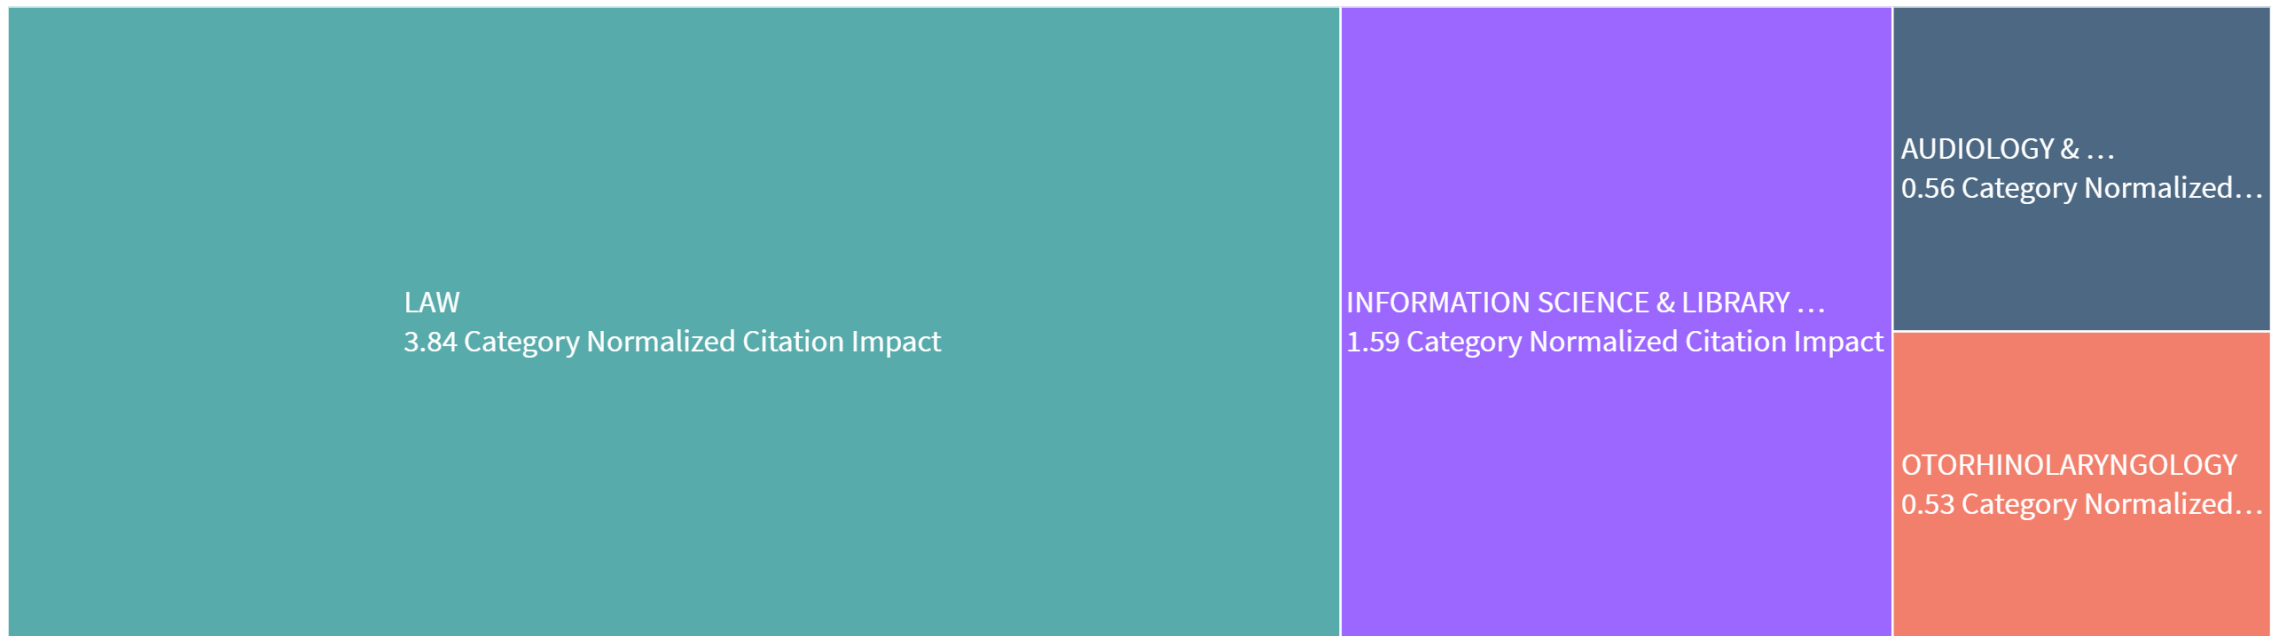 LAW
3.84 Category Normalized Citation Impact
INFORMATION SCIENCE & LIBRARY …
1.59 Category Normalized Citation Impact
AUDIOLOGY & …
0.56 Category Normalized…
OTORHINOLARYNGOLOGY
0.53 Category Normalized…